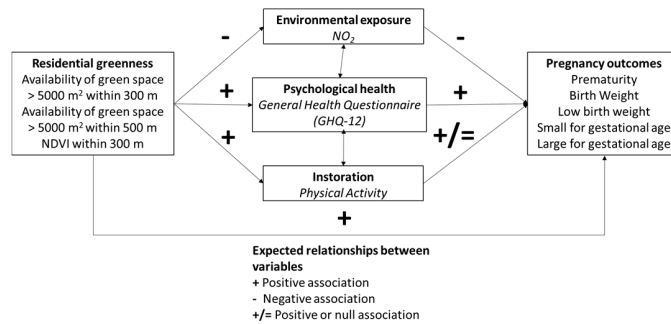 Environmental exposure
NO2
-
-
Residential greenness
Availability of green space
> 5000 m2 within 300 m
Availability of green space
> 5000 m2 within 500 m
NDVI within 300 m
+
Psychological health
General Health Questionnaire
(GHQ-12)
+
Pregnancy outcomes
Prematurity
Birth Weight
Low birth weight
Small for gestational age
Large for gestational age
+
+/=
Instoration
Physical Activity
+
Expected relationships between
variables
+ Positive association
- Negative association
+/= Positive or null association